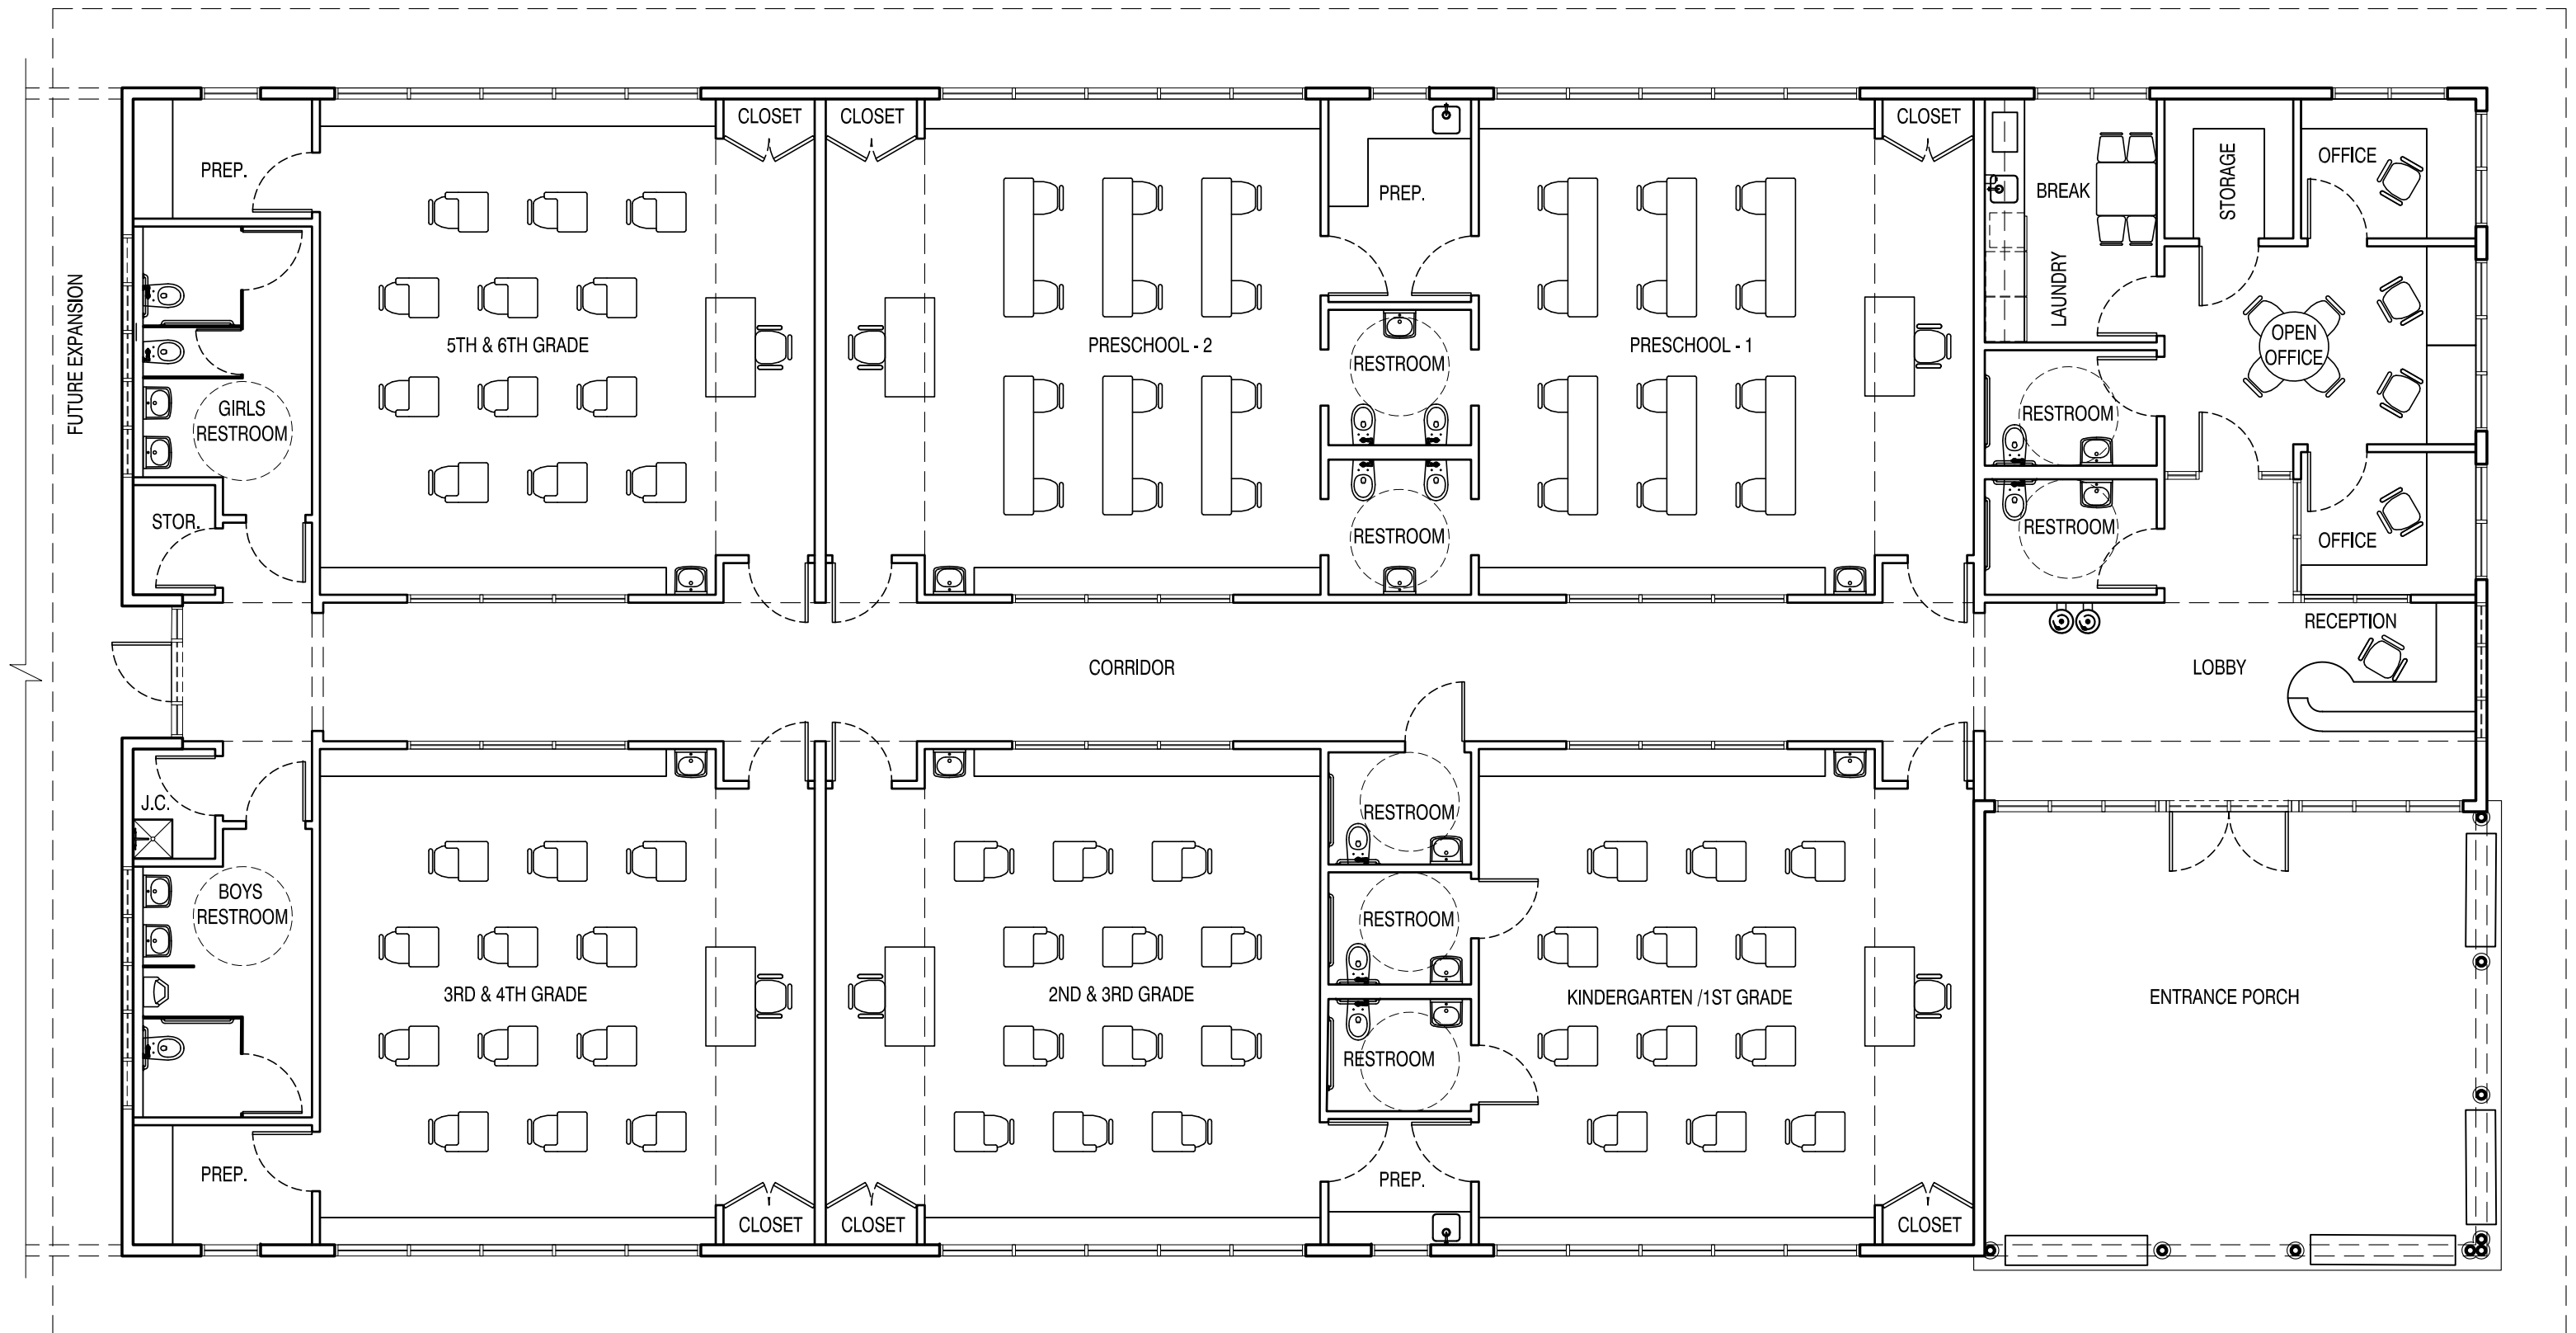 CLOSET
CLOSET
CLOSET
PREP.
PREP.
BREAK
STORAGE
OFFICE
LAUNDRY
FUTURE EXPANSION
5TH & 6TH GRADE
PRESCHOOL - 2
RESTROOM
PRESCHOOL - 1
OPEN
OFFICE
GIRLS
RESTROOM
RESTROOM
STOR.
RESTROOM
RESTROOM
OFFICE
RECEPTION
CORRIDOR
LOBBY
J.C.
RESTROOM
BOYS
RESTROOM
RESTROOM
3RD & 4TH GRADE
2ND & 3RD GRADE
KINDERGARTEN /1ST GRADE
ENTRANCE PORCH
RESTROOM
PREP.
PREP.
CLOSET
CLOSET
CLOSET